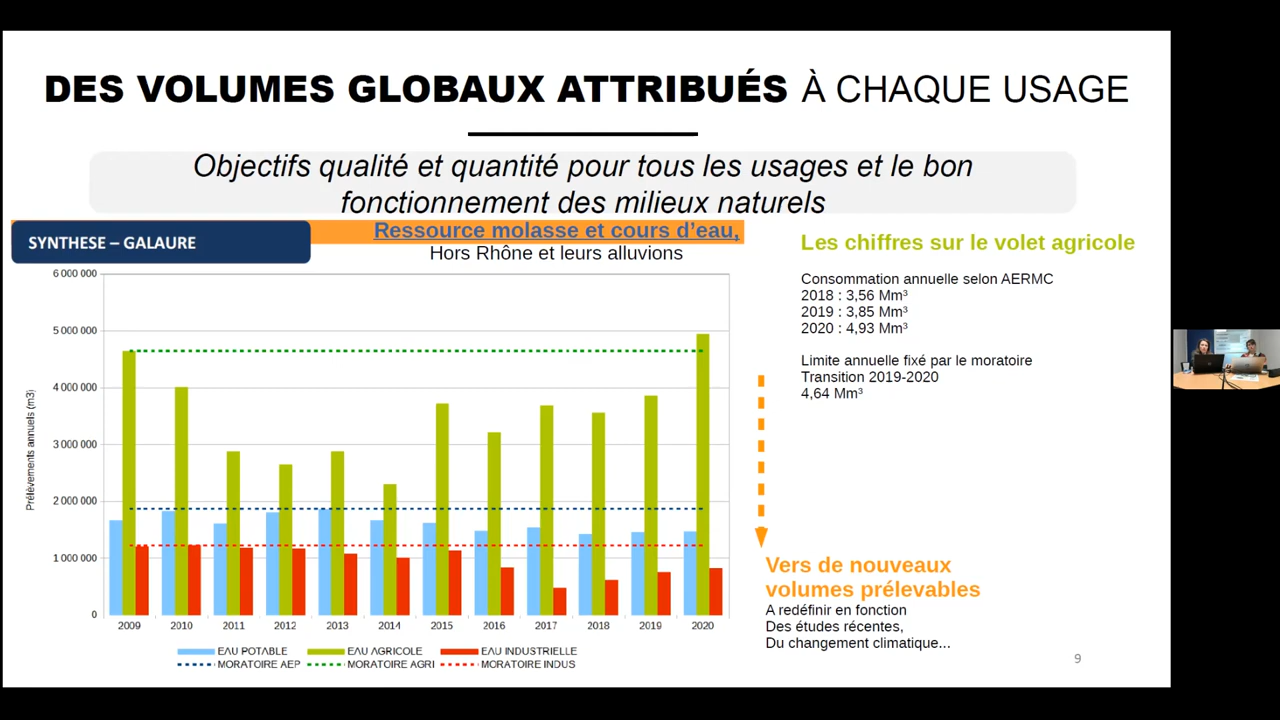 DES VOLUMES GLOBAUX ATTRIBUÉS À CHAQUE USAGE
Objectifs qualité et quantité pour tous les usages et le bon
fonctionnement des milieux naturels
SYNTHESE – GALAURE
Ressource molasse et cours d'eau,
Hors Rhône et leurs alluvions
Prélèvements annuels (m3)
6 000 000
5 000 000
4 000 000
3 000 000
2 000 000
1 000 000
0
2009 2010 2011 2012 2013 2014 2015 2016 2017 2018 2019 2020
EAU POTABLE EAU AGRICOLE EAU INDUSTRIELLE
MORATOIRE AEP MORATOIRE AGRI MORATOIRE INDUS
Les chiffres sur le volet agricole
Consommation annuelle selon AERMC
2018 : 3,56 Mm³
2019 : 3,85 Mm³
2020 : 4,93 Mm³
Limite annuelle fixé par le moratoire
Transition 2019-2020
4,64 Mm³
Vers de nouveaux
volumes prélevables
A redéfinir en fonction
Des études récentes,
Du changement climatique...
9